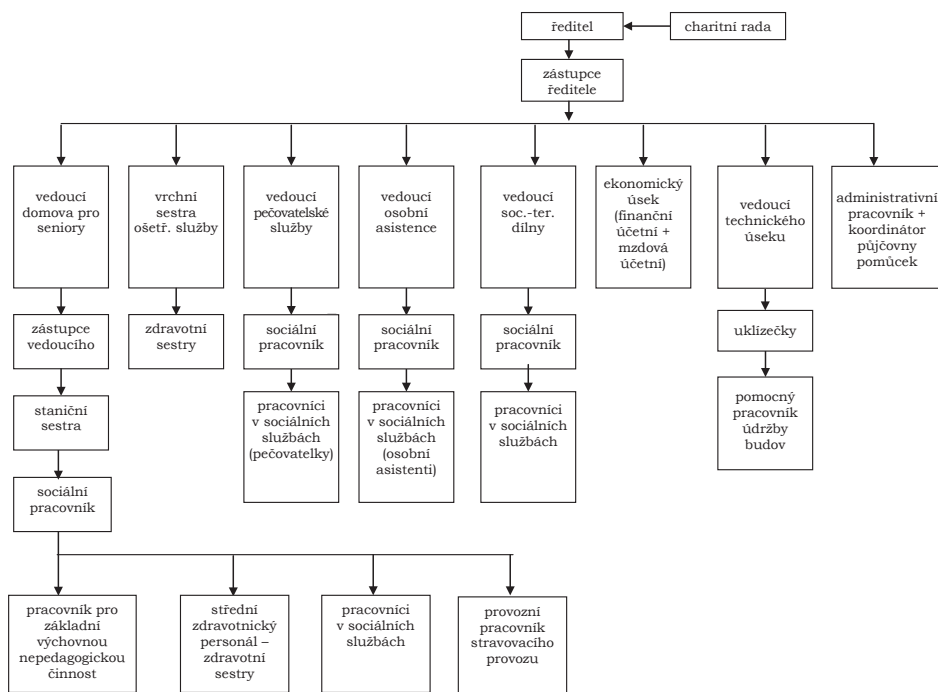 ředitel
charitní rada
zástupce
ředitele
vedoucí
domova pro
seniory
vrchní
sestra
ošetř. služby
vedoucí
pečovatelské
služby
vedoucí
osobní
asistence
vedoucí
soc.-ter.
dílny
ekonomický
úsek
(finanční
účetní +
mzdová
účetní)
vedoucí
technického
úseku
administrativní
pracovník +
koordinátor
půjčovny
pomůcek
zástupce
vedoucího
zdravotní
sestry
sociální
pracovník
sociální
pracovník
sociální
pracovník
uklízečky
staniční
sestra
pracovníci
v sociálních
službách
(pečovatelky)
pracovníci
v sociálních
službách
(osobní
asistenti)
pracovníci
v sociálních
službách
pomocný
pracovník
údržby
budov
sociální
pracovník
pracovník pro
základní
výchovnou
nepedagogickou
činnost
střední
zdravotnický
personál –
zdravotní
sestry
pracovníci
v sociálních
službách
provozní
pracovník
stravovacího
provozu